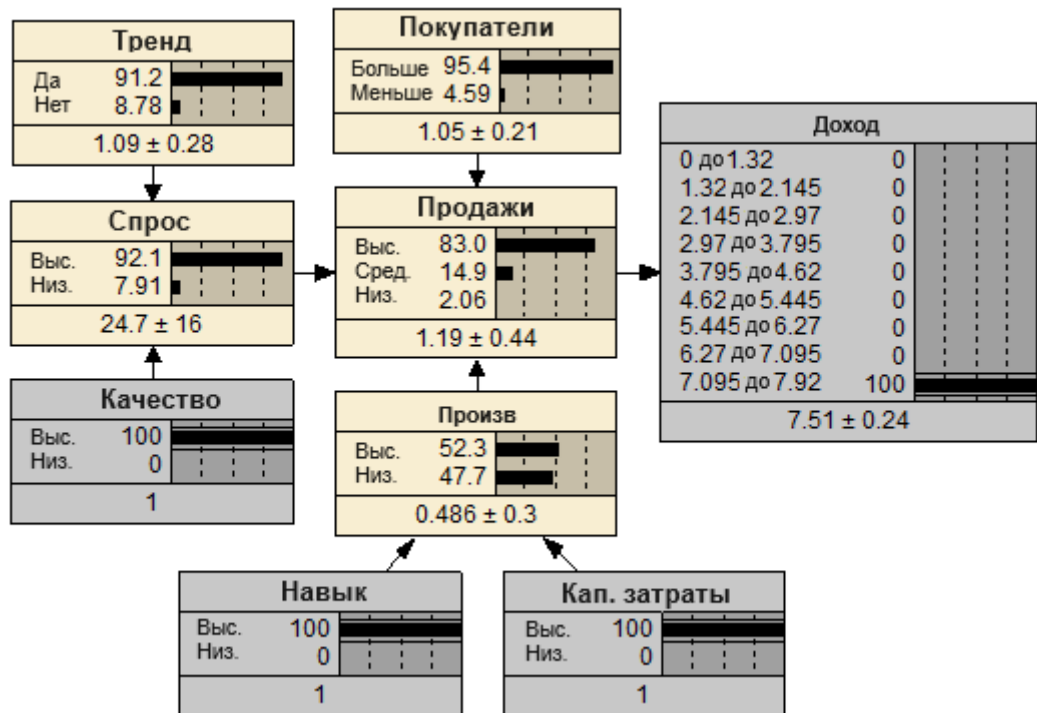 Тренд
Да 91.2
Нет 8.78
1.09 ± 0.28
Покупатели
Больше 95.4
Меньше 4.59
1.05 ± 0.21
Доход
0 до 1.32 0
1.32 до 2.145 0
2.145 до 2.97 0
2.97 до 3.795 0
3.795 до 4.62 0
4.62 до 5.445 0
5.445 до 6.27 0
6.27 до 7.095 0
7.095 до 7.92 100
7.51 ± 0.24
Спрос
Выс. 92.1
Низ. 7.91
24.7 ± 16
Продажи
Выс. 83.0
Сред. 14.9
Низ. 2.06
1.19 ± 0.44
Качество
Выс. 100
Низ. 0
1
Произв
Выс. 52.3
Низ. 47.7
0.486 ± 0.3
Навык
Выс. 100
Низ. 0
1
Кап. затраты
Выс. 100
Низ. 0
1